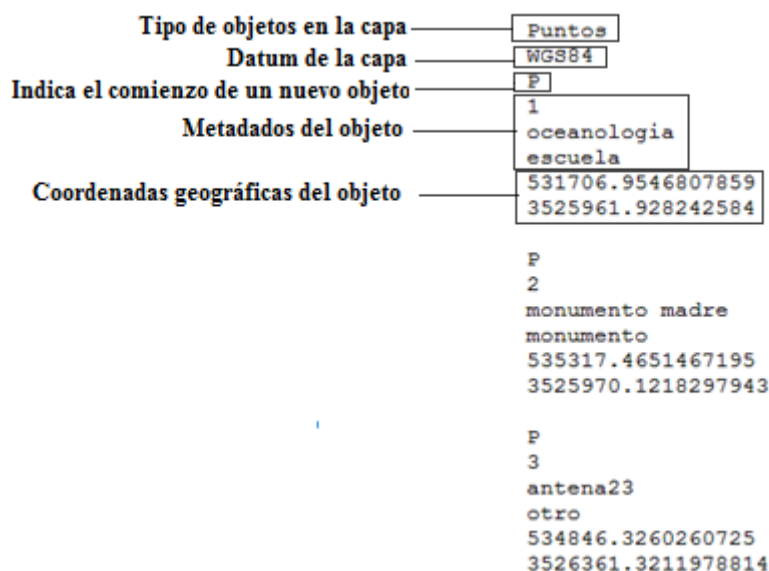 Tipo de objetos en la capa Puntos
Datum de la capa WGS84
Indica el comienzo de un nuevo objeto P
1
Metadados del objeto oceanologia
escuela
Coordenadas geográficas del objeto 531706.9546807859
3525961.928242584
P
2
monumento madre
monumento
535317.4651467195
3525970.1218297943
P
3
antena23
otro
534846.3260260725
3526361.3211978814